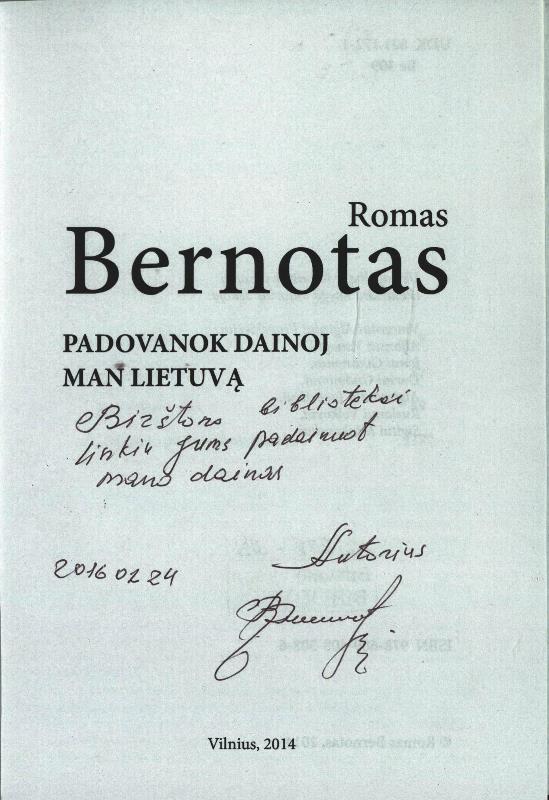 Romas
Bernotas
PADOVANOK DAINOJ
MAN LIETUVĄ
Birštono bibliotekai
linkiu Jums padainuot
mano dainas
Autorius
2016 02 24
Vilnius, 2014